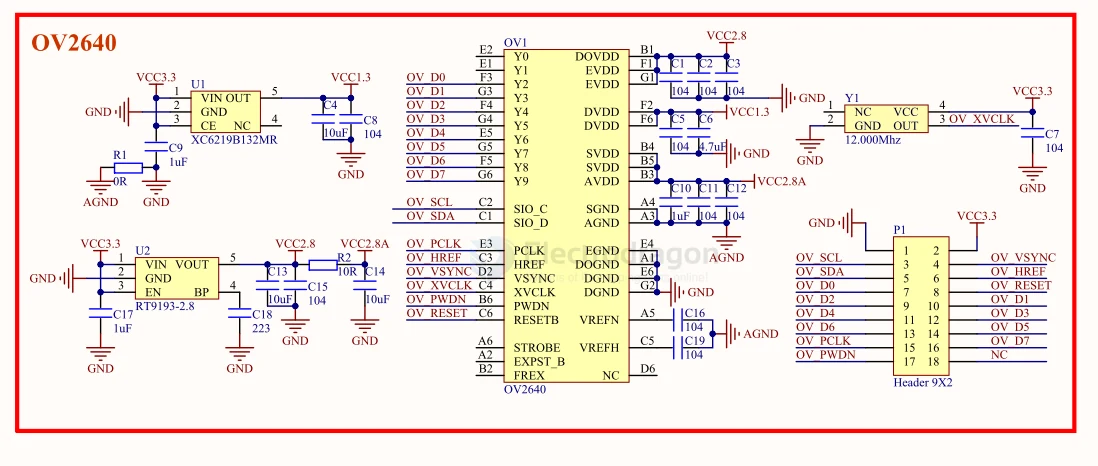 OV2640
U1
VCC3.3
VCC1.3
GND
1 VIN OUT 5
2 GND
3 CE NC 4
XC6219B132MR
C4
10uF
C8
104
GND
C9
1uF
R1
0R
AGND
GND
U2
VCC3.3
VCC2.8
VCC2.8A
GND
1 VIN VOUT 5
2 GND
3 EN BP 4
RT9193-2.8
C13
10uF
C15
104
R2
10R
C14
10uF
C17
1uF
C18
223
GND
GND
GND
GND
OV1
E2 Y0
E1 Y1
OV_D0 F3 Y2
OV_D1 G3 Y3
OV_D2 F4 Y4
OV_D3 G4 Y5
OV_D4 E5 Y6
OV_D5 G5 Y7
OV_D6 F5 Y8
OV_D7 G6 Y9
OV_SCL C2 SIO_C
OV_SDA C1 SIO_D
OV_PCLK E3 PCLK
OV_HREF C3 HREF
OV_VSYNC D2 VSYNC
OV_XVCLK C4 XVCLK
OV_PWDN B6 PWDN
OV_RESET C6 RESETB
A6 STROBE
A2 EXPST_B
B2 FREX
OV2640
DOVDD B1
EVDD F1
EVDD G1
DVDD F2
DVDD F6
SVDD B4
SVDD B5
AVDD B3
SGND A4
AGND A3
EGND E4
DOGND A1
DGND E6
DGND G2
VREFN A5
VREFH C5
NC D6
VCC2.8
C1 C2 C3
104 104 104
GND
VCC1.3
C5 C6
104 4.7uF
GND
VCC2.8A
C10 C11 C12
1uF 104 104
AGND
GND
C16
104
C19
104
AGND
Electrodragon
Y1
1 NC VCC 4
2 GND OUT 3 OV_XVCLK
12.000Mhz
GND
VCC3.3
C7
104
GND
P1
GND
VCC3.3
1 2
OV_SCL 3 4 OV_VSYNC
OV_SDA 5 6 OV_HREF
OV_D0 7 8 OV_RESET
OV_D2 9 10 OV_D1
OV_D4 11 12 OV_D3
OV_D6 13 14 OV_D5
OV_PCLK 15 16 OV_D7
OV_PWDN 17 18 NC
Header 9X2